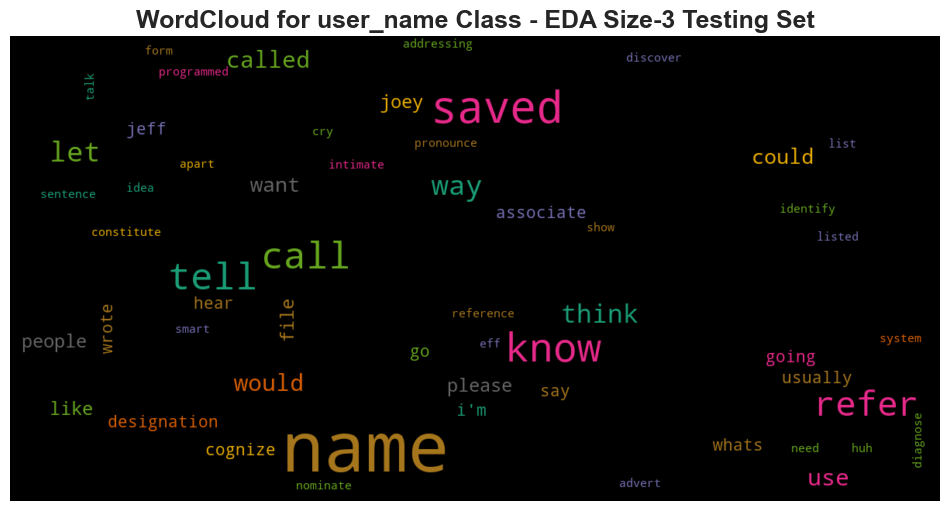 WordCloud for user_name Class - EDA Size-3 Testing Set
addressing
form
called
discover
programmed
talk
joey
saved
jeff
cry
pronounce
list
let
could
apart
intimate
want
way
sentence
idea
associate
identify
show
constitute
listed
call
tell
hear
file
wrote
reference
think
smart
people
eff
know
system
go
going
would
please
say
usually
like
i'm
refer
designation
name
cognize
whats
need
huh
diagnose
use
nominate
advert